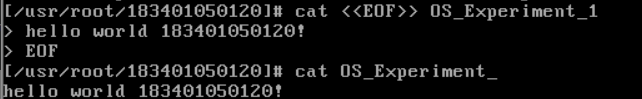 [/usr/root/183401050120]# cat <<EOF>> OS_Experiment_1
> hello world 183401050120!
> EOF
[/usr/root/183401050120]# cat OS_Experiment_
hello world 183401050120!